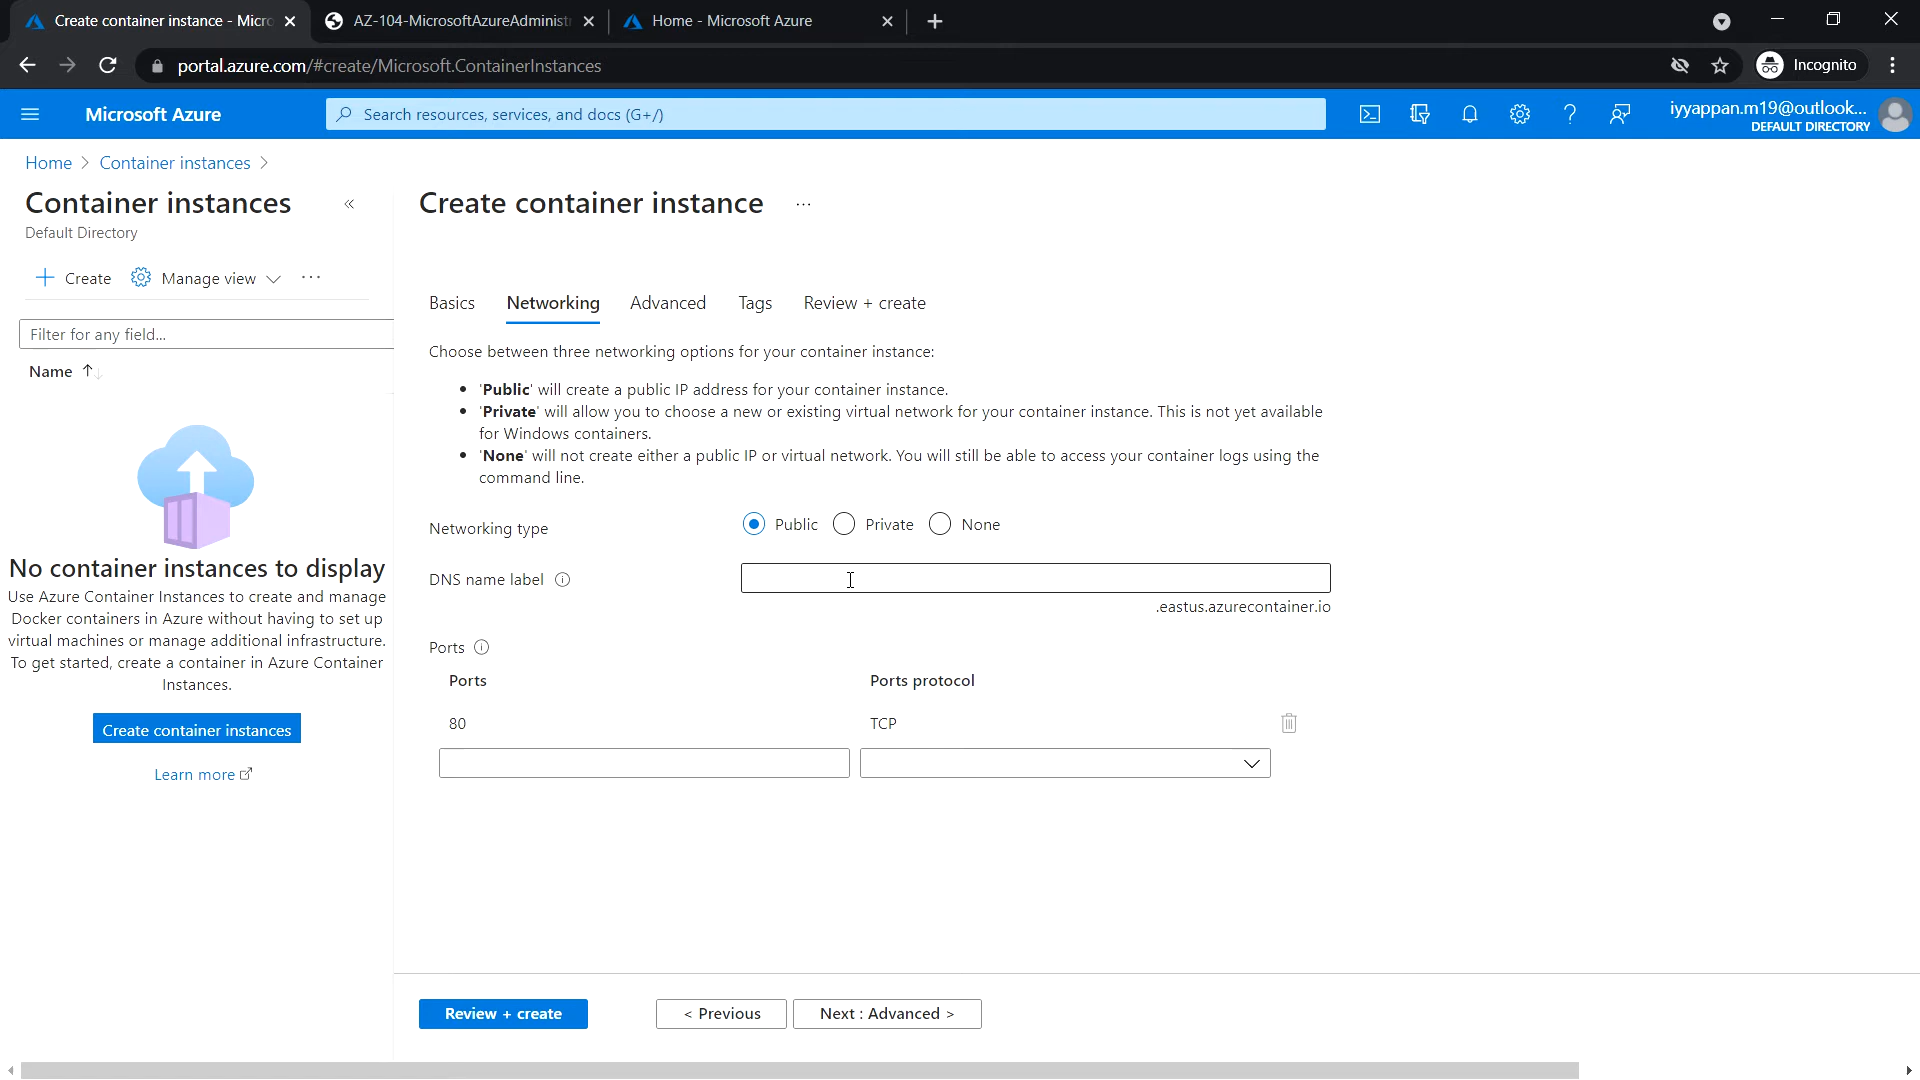 Create container instance - Micro
AZ-104-MicrosoftAzureAdministr
Home - Microsoft Azure
portal.azure.com/#create/Microsoft.ContainerInstances
Incognito
Microsoft Azure
Search resources, services, and docs (G+/)
iyyappan.m19@outlook...
DEFAULT DIRECTORY
Home > Container instances >
Container instances
«
Default Directory
Create
Manage view
...
Filter for any field...
Name
No container instances to display
Use Azure Container Instances to create and manage
Docker containers in Azure without having to set up
virtual machines or manage additional infrastructure.
To get started, create a container in Azure Container
Instances.
Create container instances
Learn more
Create container instance ...
Basics Networking Advanced Tags Review + create
Choose between three networking options for your container instance:
• 'Public' will create a public IP address for your container instance.
• 'Private' will allow you to choose a new or existing virtual network for your container instance. This is not yet available
for Windows containers.
• 'None' will not create either a public IP or virtual network. You will still be able to access your container logs using the
command line.
Networking type Public Private None
DNS name label
.eastus.azurecontainer.io
Ports
Ports Ports protocol
80 TCP
Review + create < Previous Next : Advanced >